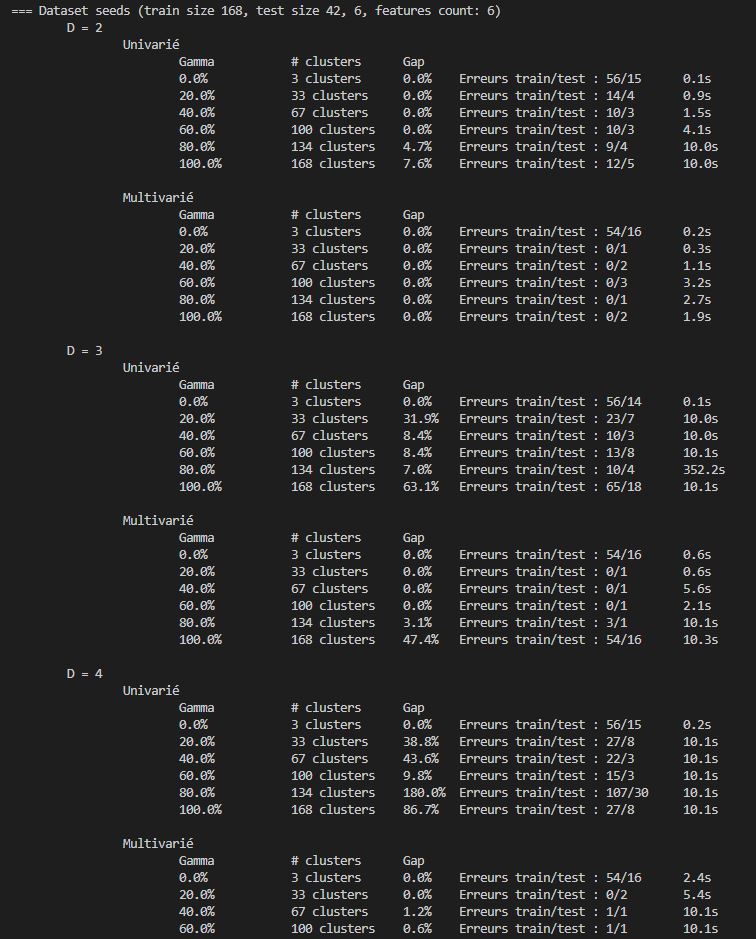 === Dataset seeds (train size 168, test size 42, 6, features count: 6)
D = 2
Univarié
Gamma # clusters Gap
0.0% 3 clusters 0.0% Erreurs train/test : 56/15 0.1s
20.0% 33 clusters 0.0% Erreurs train/test : 14/4 0.9s
40.0% 67 clusters 0.0% Erreurs train/test : 10/3 1.5s
60.0% 100 clusters 0.0% Erreurs train/test : 10/3 4.1s
80.0% 134 clusters 4.7% Erreurs train/test : 9/4 10.0s
100.0% 168 clusters 7.6% Erreurs train/test : 12/5 10.0s
Multivarié
Gamma # clusters Gap
0.0% 3 clusters 0.0% Erreurs train/test : 54/16 0.2s
20.0% 33 clusters 0.0% Erreurs train/test : 0/1 0.3s
40.0% 67 clusters 0.0% Erreurs train/test : 0/2 1.1s
60.0% 100 clusters 0.0% Erreurs train/test : 0/3 3.2s
80.0% 134 clusters 0.0% Erreurs train/test : 0/1 2.7s
100.0% 168 clusters 0.0% Erreurs train/test : 0/2 1.9s
D = 3
Univarié
Gamma # clusters Gap
0.0% 3 clusters 0.0% Erreurs train/test : 56/14 0.1s
20.0% 33 clusters 31.9% Erreurs train/test : 23/7 10.0s
40.0% 67 clusters 8.4% Erreurs train/test : 10/3 10.0s
60.0% 100 clusters 8.4% Erreurs train/test : 13/8 10.1s
80.0% 134 clusters 7.0% Erreurs train/test : 10/4 352.2s
100.0% 168 clusters 63.1% Erreurs train/test : 65/18 10.1s
Multivarié
Gamma # clusters Gap
0.0% 3 clusters 0.0% Erreurs train/test : 54/16 0.6s
20.0% 33 clusters 0.0% Erreurs train/test : 0/1 0.6s
40.0% 67 clusters 0.0% Erreurs train/test : 0/1 5.6s
60.0% 100 clusters 0.0% Erreurs train/test : 0/1 2.1s
80.0% 134 clusters 3.1% Erreurs train/test : 3/1 10.1s
100.0% 168 clusters 47.4% Erreurs train/test : 54/16 10.3s
D = 4
Univarié
Gamma # clusters Gap
0.0% 3 clusters 0.0% Erreurs train/test : 56/15 0.2s
20.0% 33 clusters 38.8% Erreurs train/test : 27/8 10.1s
40.0% 67 clusters 43.6% Erreurs train/test : 22/3 10.1s
60.0% 100 clusters 9.8% Erreurs train/test : 15/3 10.1s
80.0% 134 clusters 180.0% Erreurs train/test : 107/30 10.1s
100.0% 168 clusters 86.7% Erreurs train/test : 27/8 10.1s
Multivarié
Gamma # clusters Gap
0.0% 3 clusters 0.0% Erreurs train/test : 54/16 2.4s
20.0% 33 clusters 0.0% Erreurs train/test : 0/2 5.4s
40.0% 67 clusters 1.2% Erreurs train/test : 1/1 10.1s
60.0% 100 clusters 0.6% Erreurs train/test : 1/1 10.1s